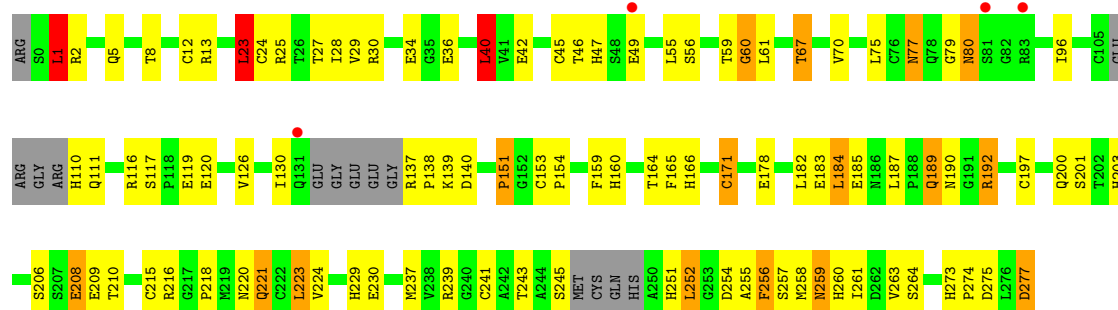 ARG S0 L1 R2 Q5 T8 C12 R13 L23 C24 R25 T26 T27 I28 V29 R30 E34 G35 E36 L40 V41 E42 C45 T46 H47 S48 E49 L55 S56 T59 G60 L61 T67 V70 L75 C76 N77 Q78 G79 N80 S81 G82 R83 I96 C105 GLU
ARG GLY ARG H110 Q111 R116 S117 P118 E119 E120 V126 I130 Q131 GLU GLY GLU GLY R137 P138 K139 D140 P151 G152 C153 P154 F159 H160 T164 F165 H166 C171 E178 L182 E183 L184 E185 N186 L187 P188 Q189 N190 G191 R192 C197 Q200 S201 T202 H203
S206 S207 E208 E209 T210 C215 R216 G217 P218 M219 N220 Q221 C222 L223 V224 H229 E230 M237 V238 R239 G240 C241 A242 T243 A244 S245 MET CYS GLN HIS A250 H251 L252 G253 D254 A255 F256 S257 M258 N259 H260 I261 D262 V263 S264 H273 P274 D275 L276 D277